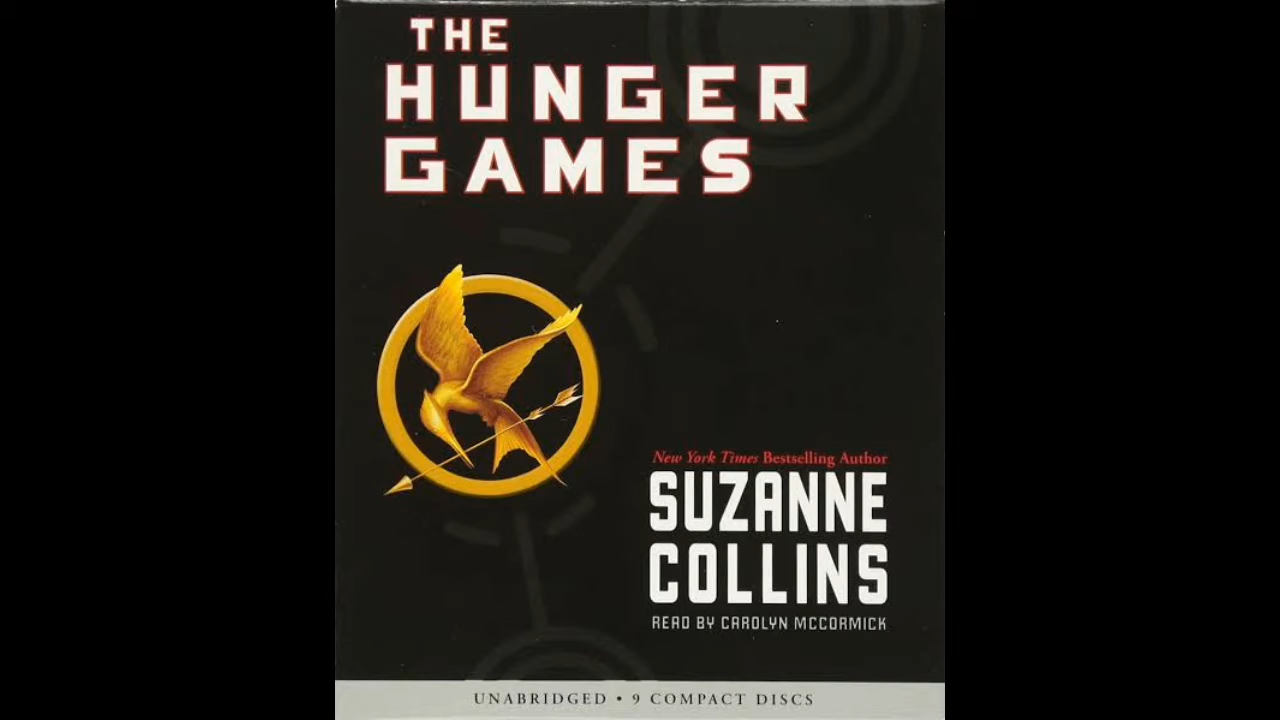 THE
HUNGER
GAMES
New York Times Bestselling Author
SUZANNE
COLLINS
READ BY CAROLYN MCCORMICK
UNABRIDGED • 9 COMPACT DISCS